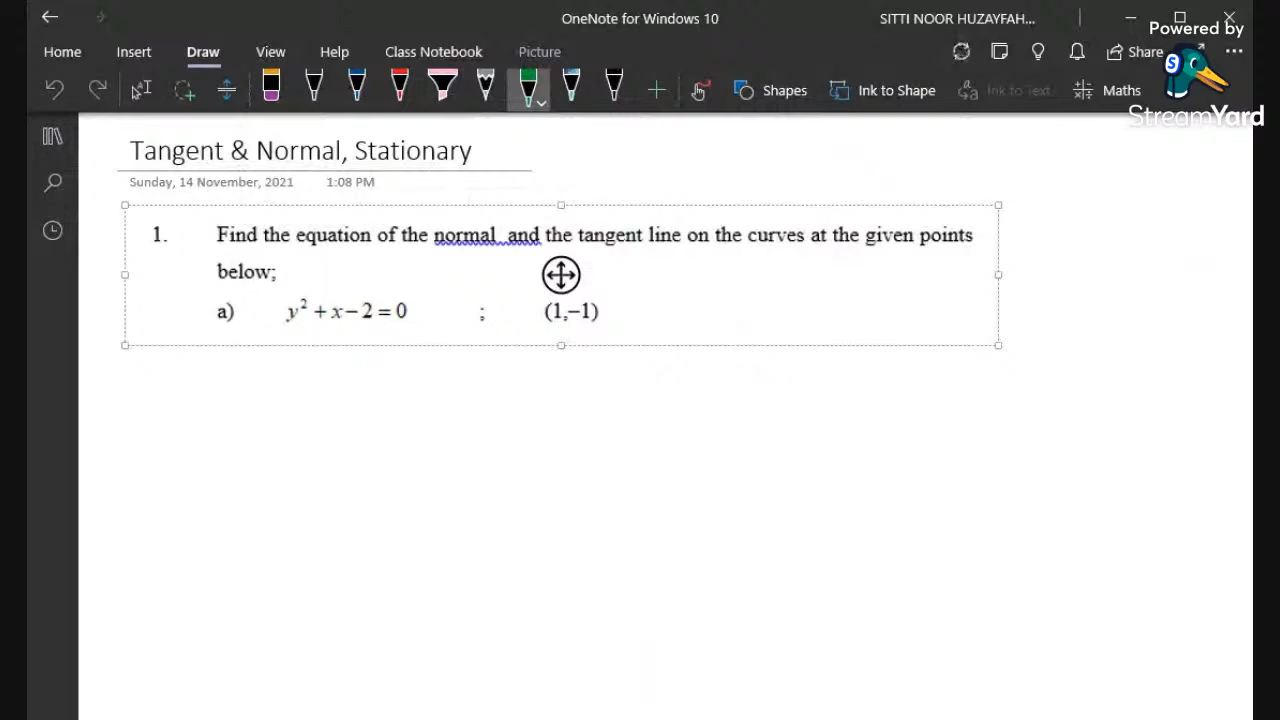 OneNote for Windows 10
SITTI NOOR HUZAYFAH...
Powered by
Home Insert Draw View Help Class Notebook Picture
Share
Shapes Ink to Shape Ink to Text Maths
StreamYard
Tangent & Normal, Stationary
Sunday, 14 November, 2021 1:08 PM
1. Find the equation of the normal and the tangent line on the curves at the given points
below;
a) y² + x − 2 = 0 ; (1,−1)